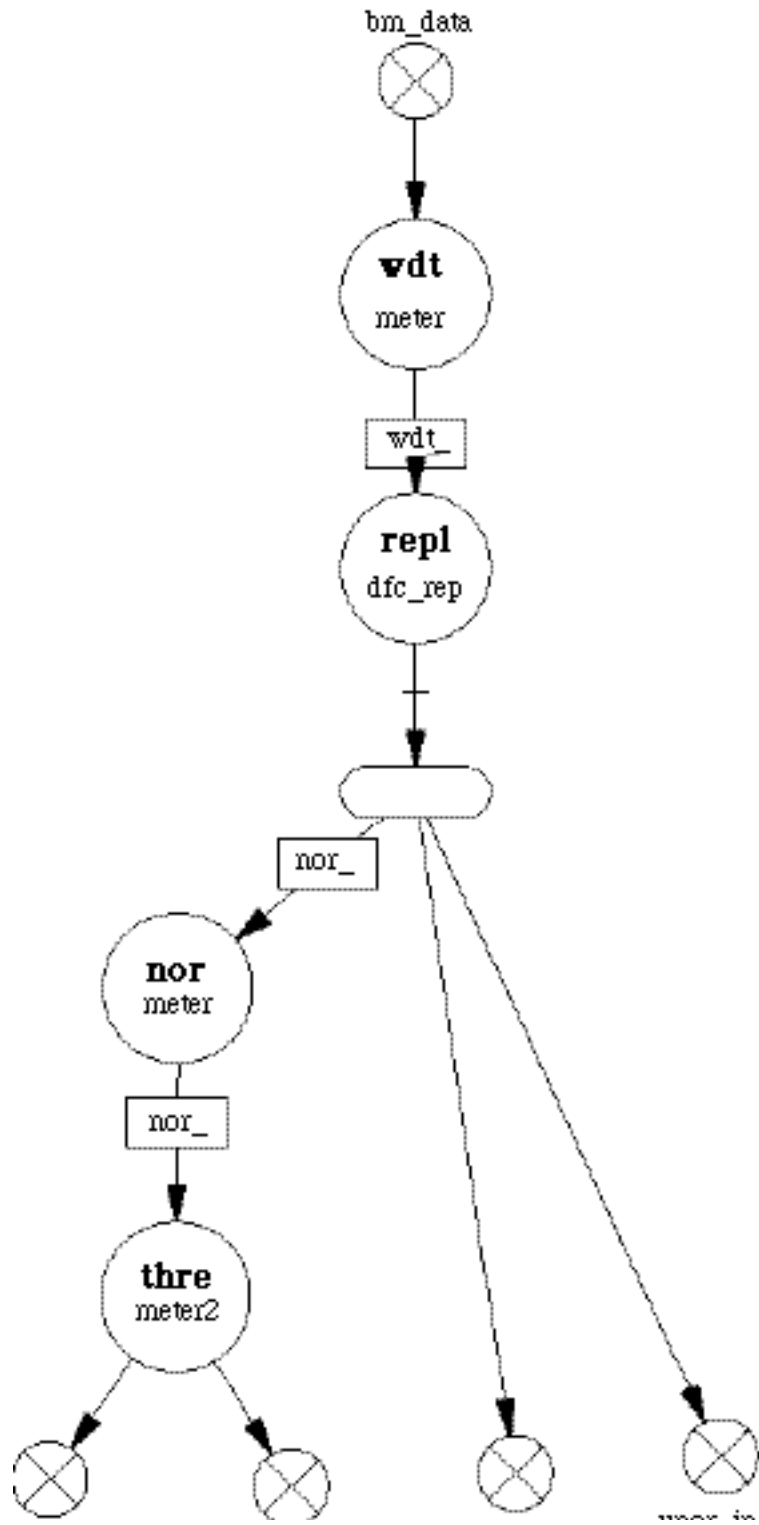 bm_data
wdt
meter
wdt_
repl
dfc_rep
nor_
nor
meter
nor_
thre
meter2